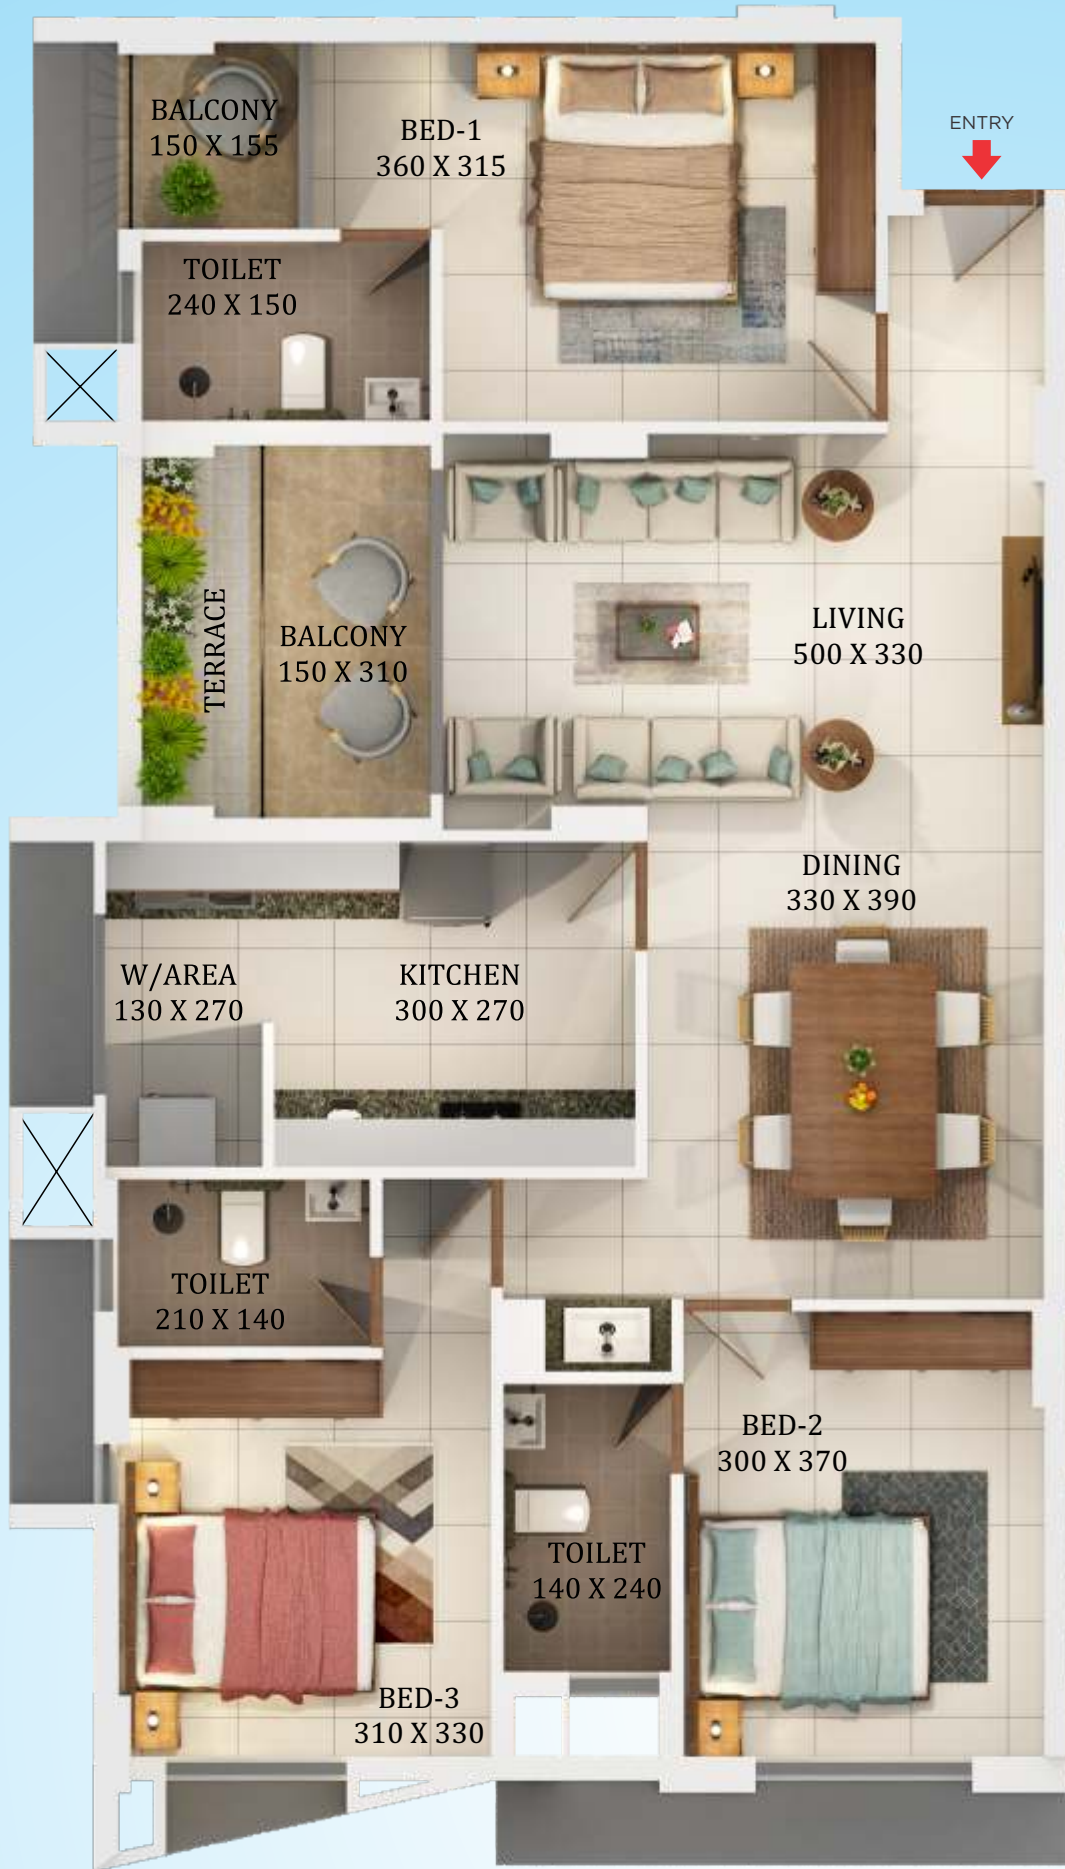 ENTRY
BALCONY
150 X 155
BED-1
360 X 315
TOILET
240 X 150
TERRACE
BALCONY
150 X 310
LIVING
500 X 330
DINING
330 X 390
W/AREA
130 X 270
KITCHEN
300 X 270
TOILET
210 X 140
BED-2
300 X 370
TOILET
140 X 240
BED-3
310 X 330